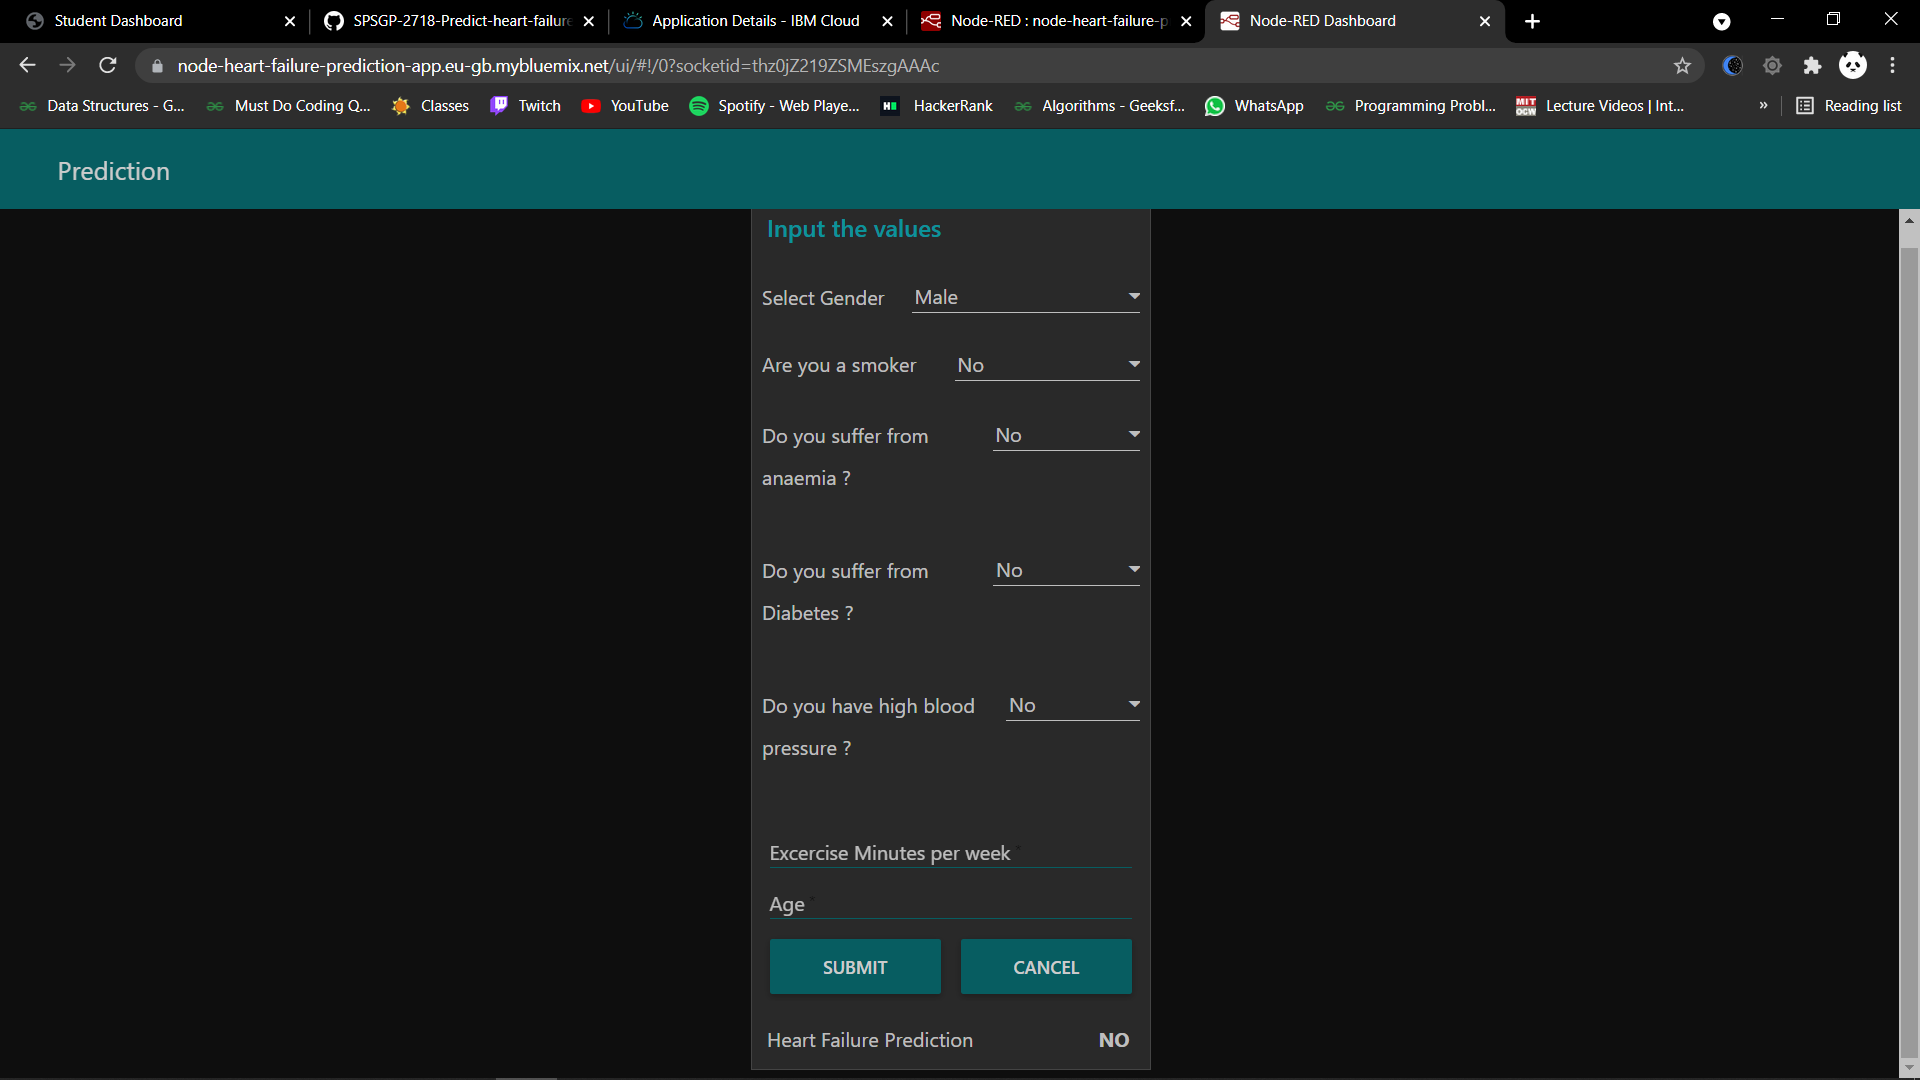 Student Dashboard
SPSGP-2718-Predict-heart-failure
Application Details - IBM Cloud
Node-RED : node-heart-failure-p
Node-RED Dashboard
node-heart-failure-prediction-app.eu-gb.mybluemix.net/ui/#!/0?socketid=thz0jZ219ZSMEszgAAAc
Data Structures - G...
Must Do Coding Q...
Classes
Twitch
YouTube
Spotify - Web Playe...
HackerRank
Algorithms - Geeksf...
WhatsApp
Programming Probl...
MIT OCW
Lecture Videos | Int...
»
Reading list
Prediction
Input the values
Select Gender Male
Are you a smoker No
Do you suffer from No
anaemia ?
Do you suffer from No
Diabetes ?
Do you have high blood No
pressure ?
Excercise Minutes per week *
Age *
SUBMIT CANCEL
Heart Failure Prediction NO